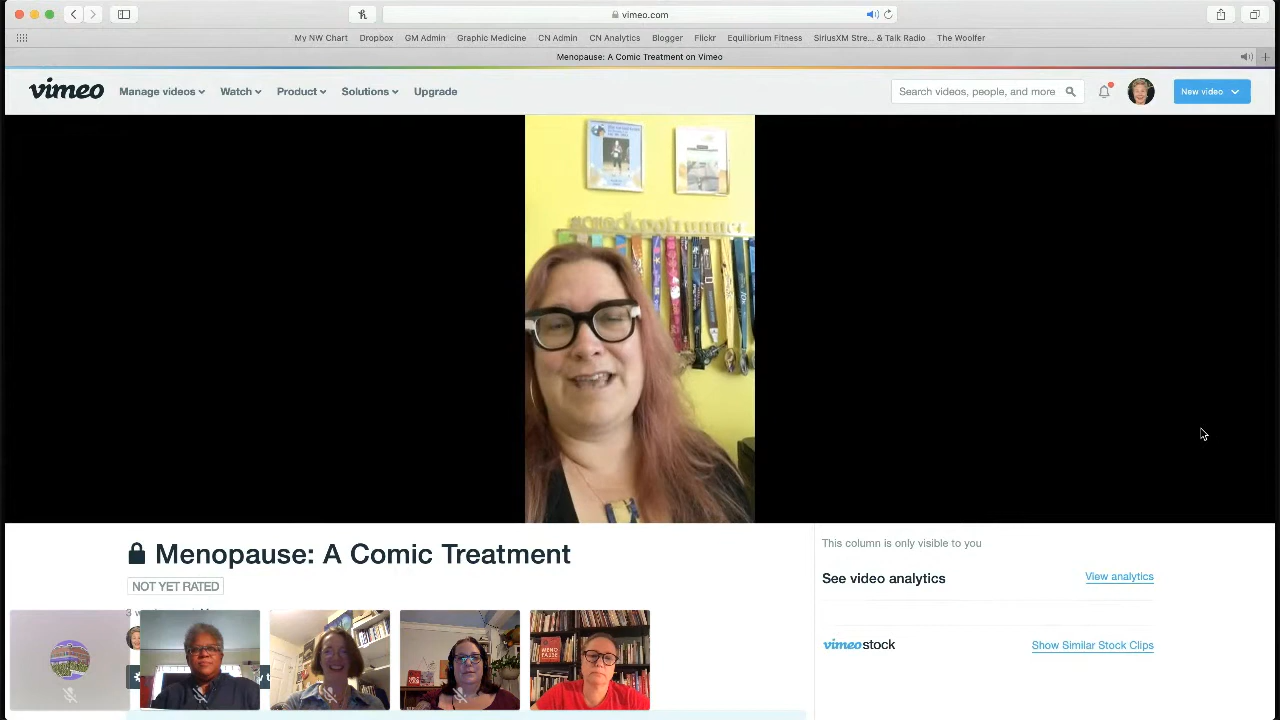 vimeo.com
My NW Chart Dropbox GM Admin Graphic Medicine CN Admin CN Analytics Blogger Flickr Equilibrium Fitness SiriusXM Stre... & Talk Radio The Woolfer
Menopause: A Comic Treatment on Vimeo
vimeo Manage videos Watch Product Solutions Upgrade Search videos, people, and more New video
Menopause: A Comic Treatment
NOT YET RATED
This column is only visible to you
See video analytics View analytics
vimeo stock Show Similar Stock Clips
MENO
PAUSE